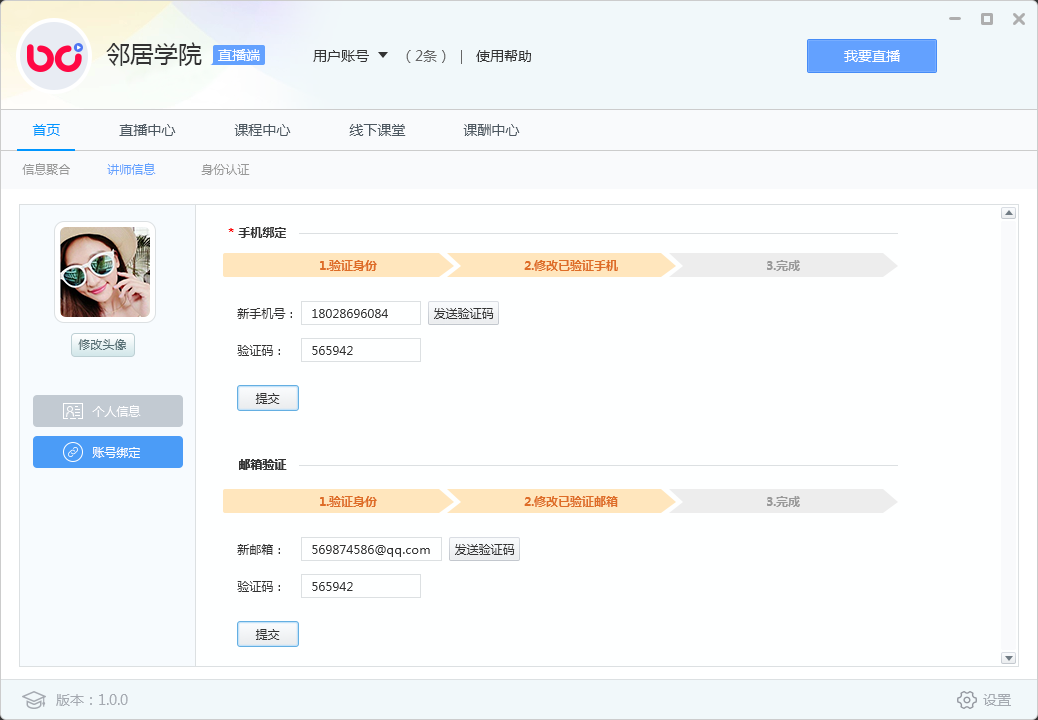 邻居学院 直播端 用户账号 （2条） | 使用帮助 我要直播
首页 直播中心 课程中心 线下课堂 课酬中心
信息聚合 讲师信息 身份认证
修改头像
个人信息
账号绑定
* 手机绑定
1.验证身份 2.修改已验证手机 3.完成
新手机号： 18028696084 发送验证码
验证码： 565942
提交
邮箱验证
1.验证身份 2.修改已验证邮箱 3.完成
新邮箱： 569874586@qq.com 发送验证码
验证码： 565942
提交
版本：1.0.0 设置